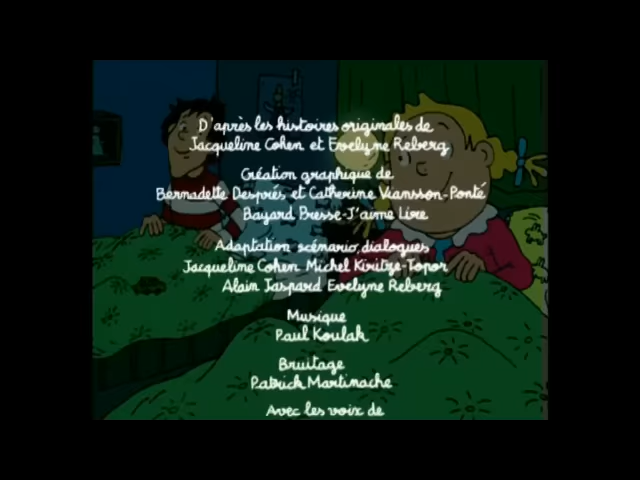 D'après les histoires originales de
Jacqueline Cohen et Evelyne Reberg
Création graphique de
Bernadette Després et Catherine Viansson-Ponté
Bayard Presse-J'aime Lire
Adaptation scénario, dialogues
Jacqueline Cohen Michel Kiritze-Topor
Alain Jaspard Evelyne Reberg
Musique
Paul Koulak
Bruitage
Patrick Martinache
Avec les voix de